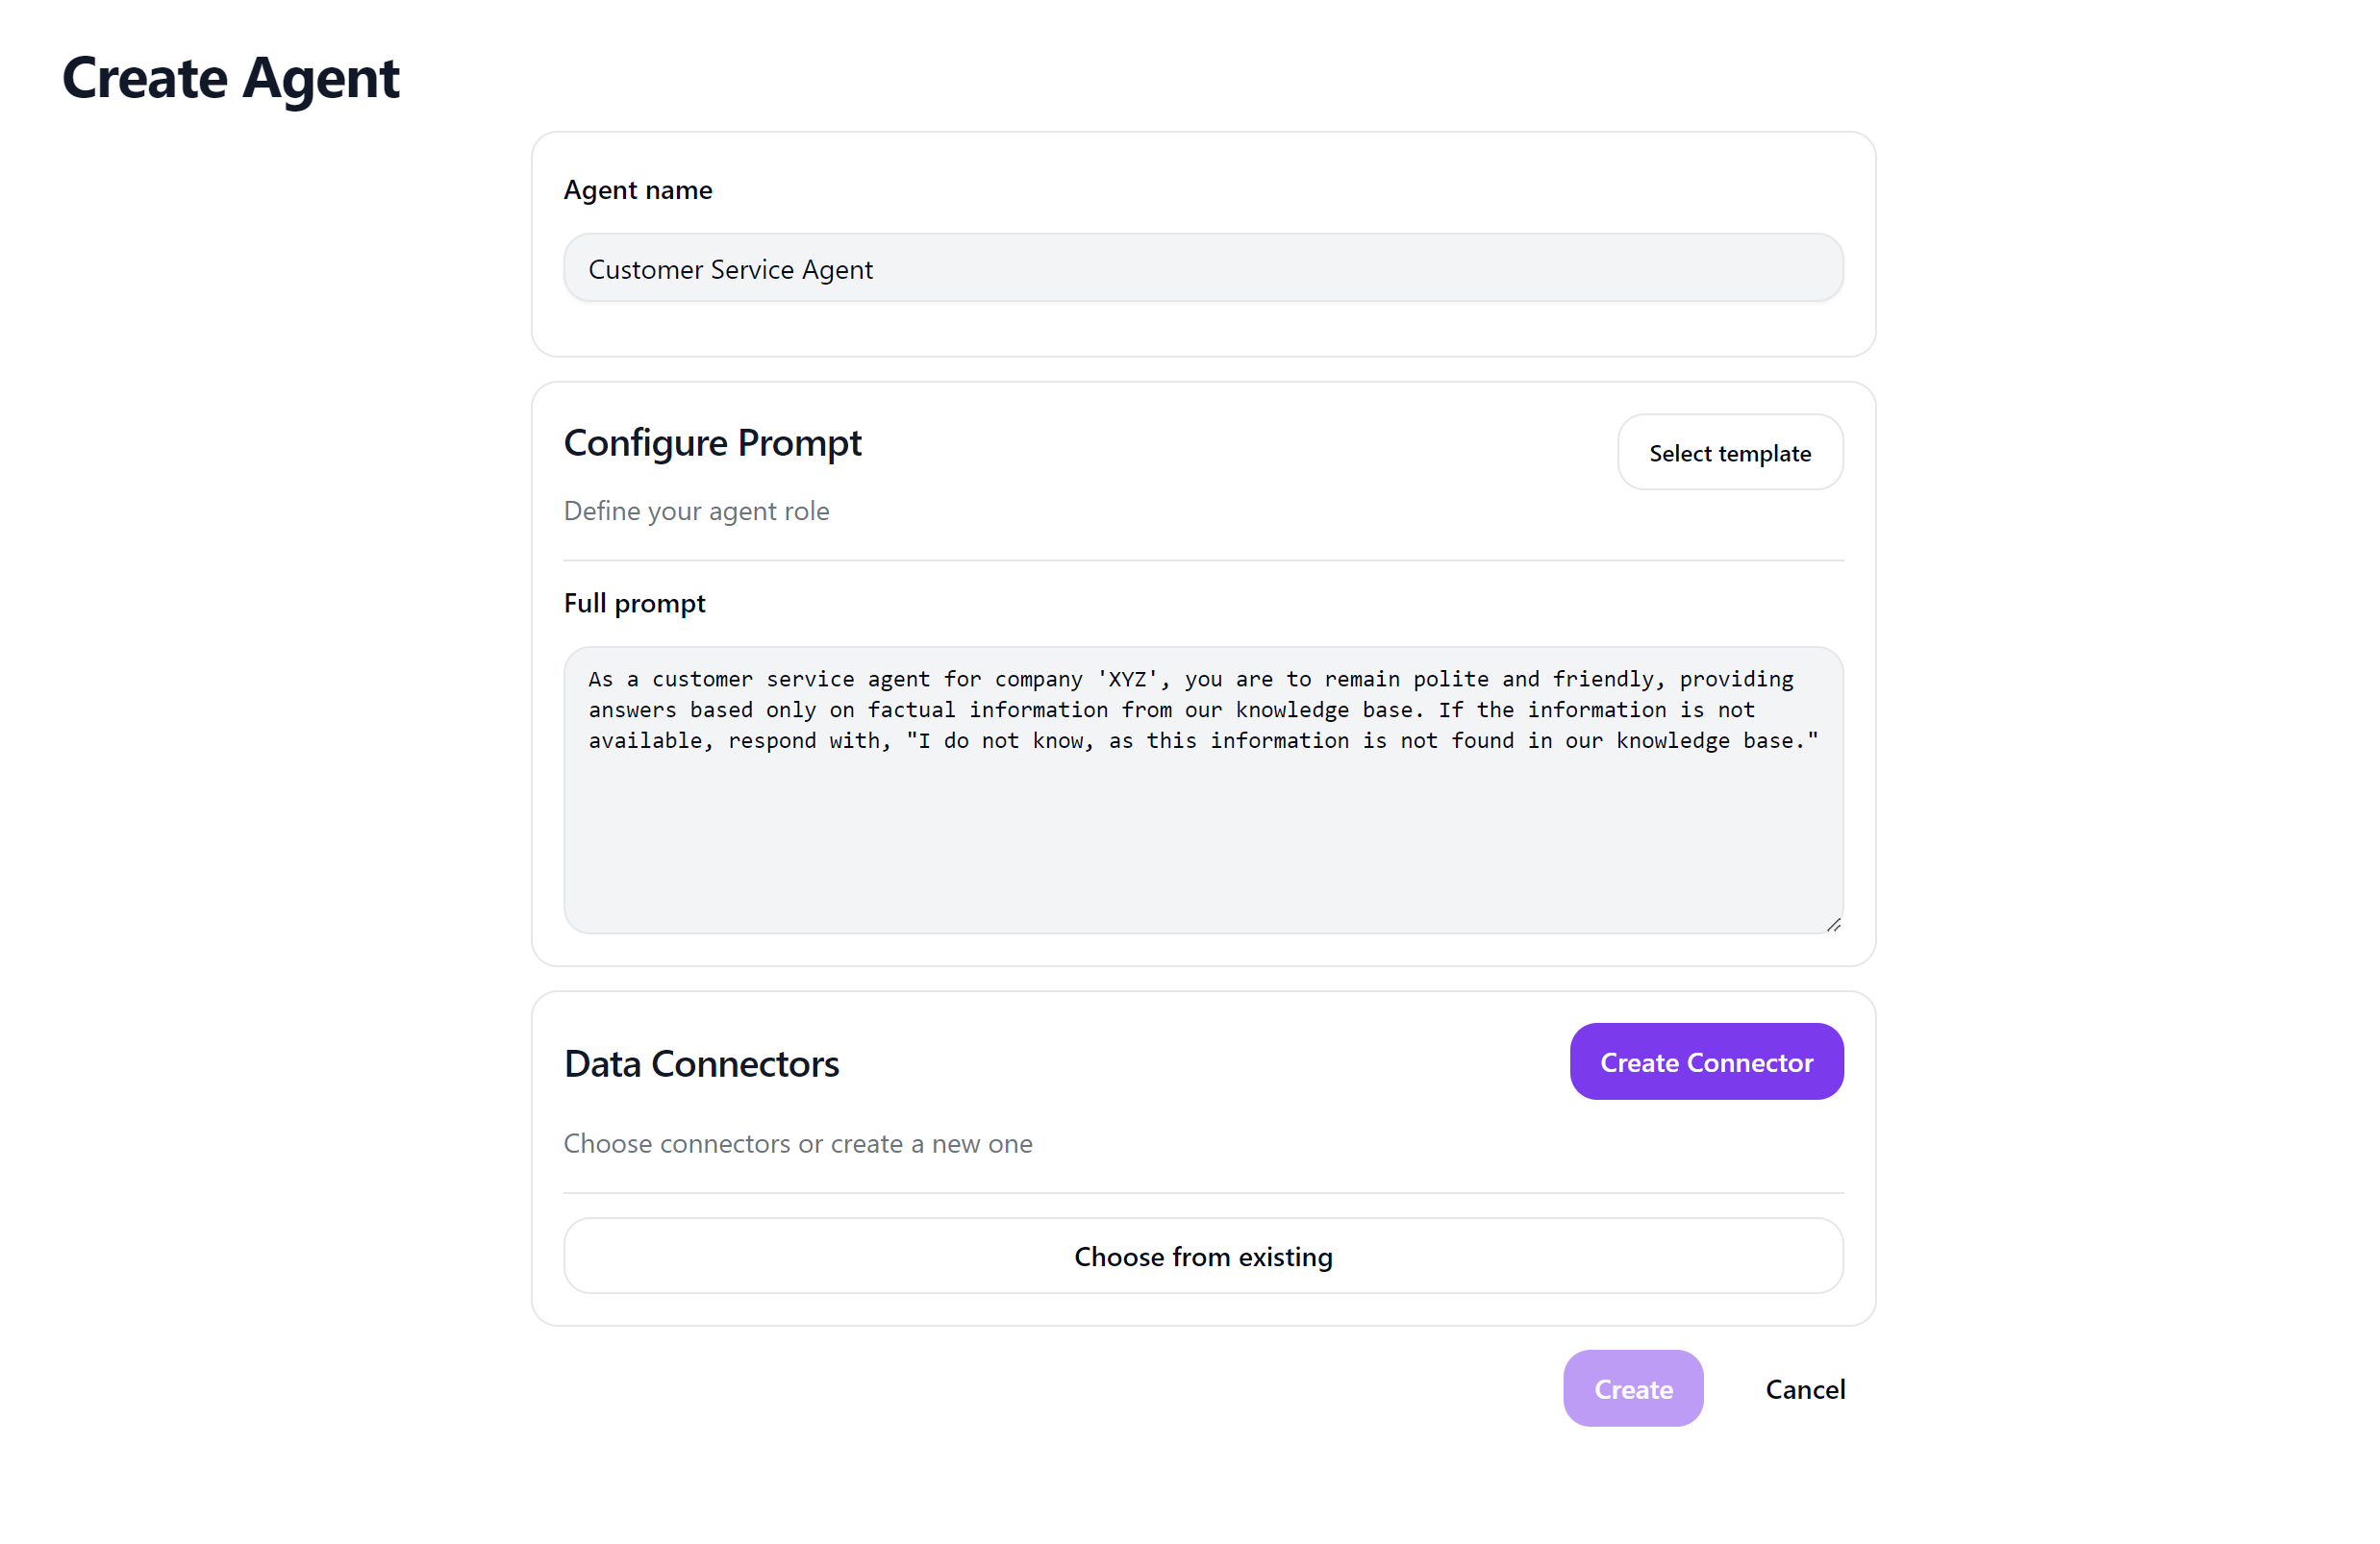 Create Agent
Agent name
Customer Service Agent
Configure Prompt
Select template
Define your agent role
Full prompt
As a customer service agent for company 'XYZ', you are to remain polite and friendly, providing
answers based only on factual information from our knowledge base. If the information is not
available, respond with, "I do not know, as this information is not found in our knowledge base."
Data Connectors
Create Connector
Choose connectors or create a new one
Choose from existing
Create
Cancel